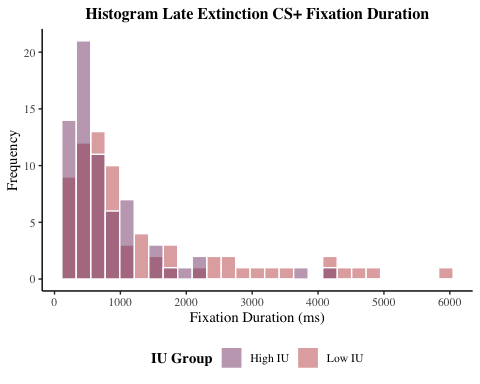 Histogram Late Extinction CS+ Fixation Duration
Frequency
20
15
10
5
0
0 1000 2000 3000 4000 5000 6000
Fixation Duration (ms)
IU Group High IU Low IU